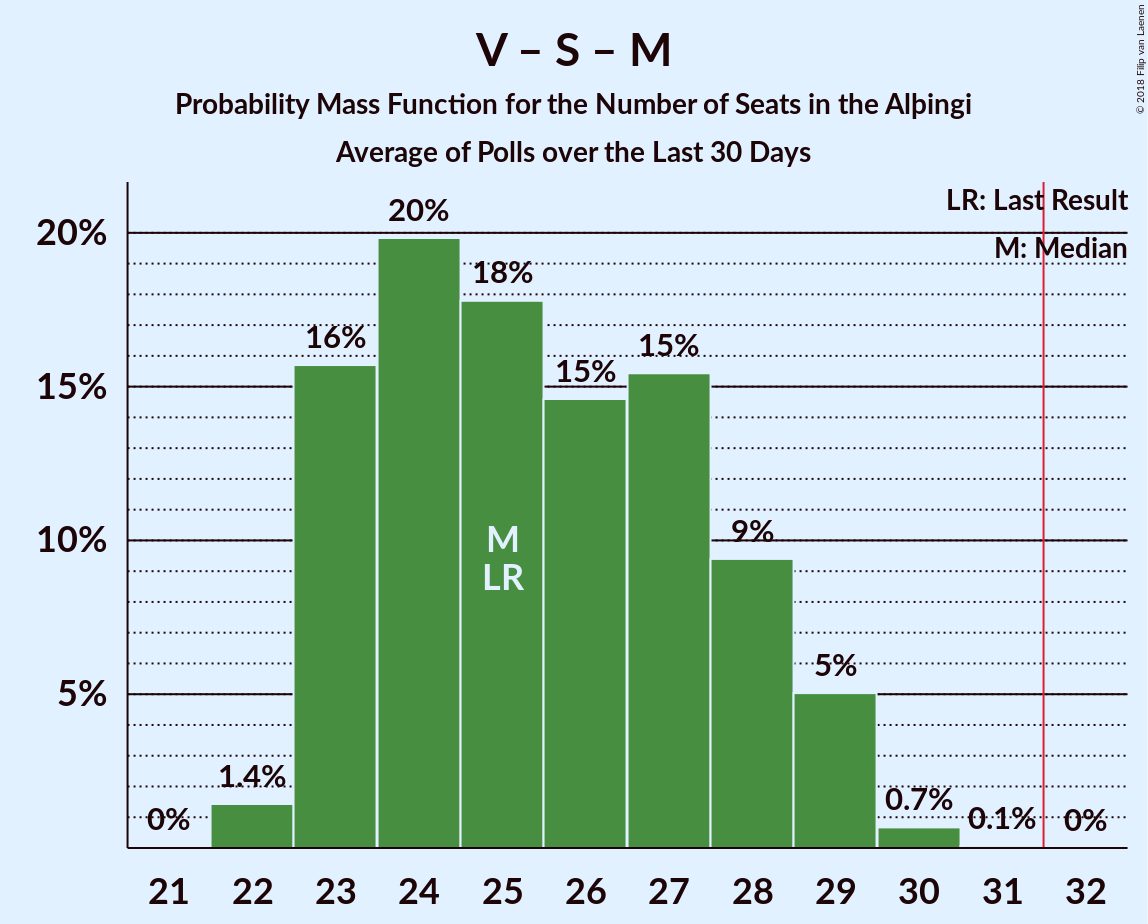 V – S – M
Probability Mass Function for the Number of Seats in the Alþingi
Average of Polls over the Last 30 Days
© 2018 Filip van Laenen
LR: Last Result
M: Median
20%
15%
10%
5%
0%
1.4%
16%
20%
18%
15%
15%
9%
5%
0.7%
0.1%
0%
M
LR
21 22 23 24 25 26 27 28 29 30 31 32